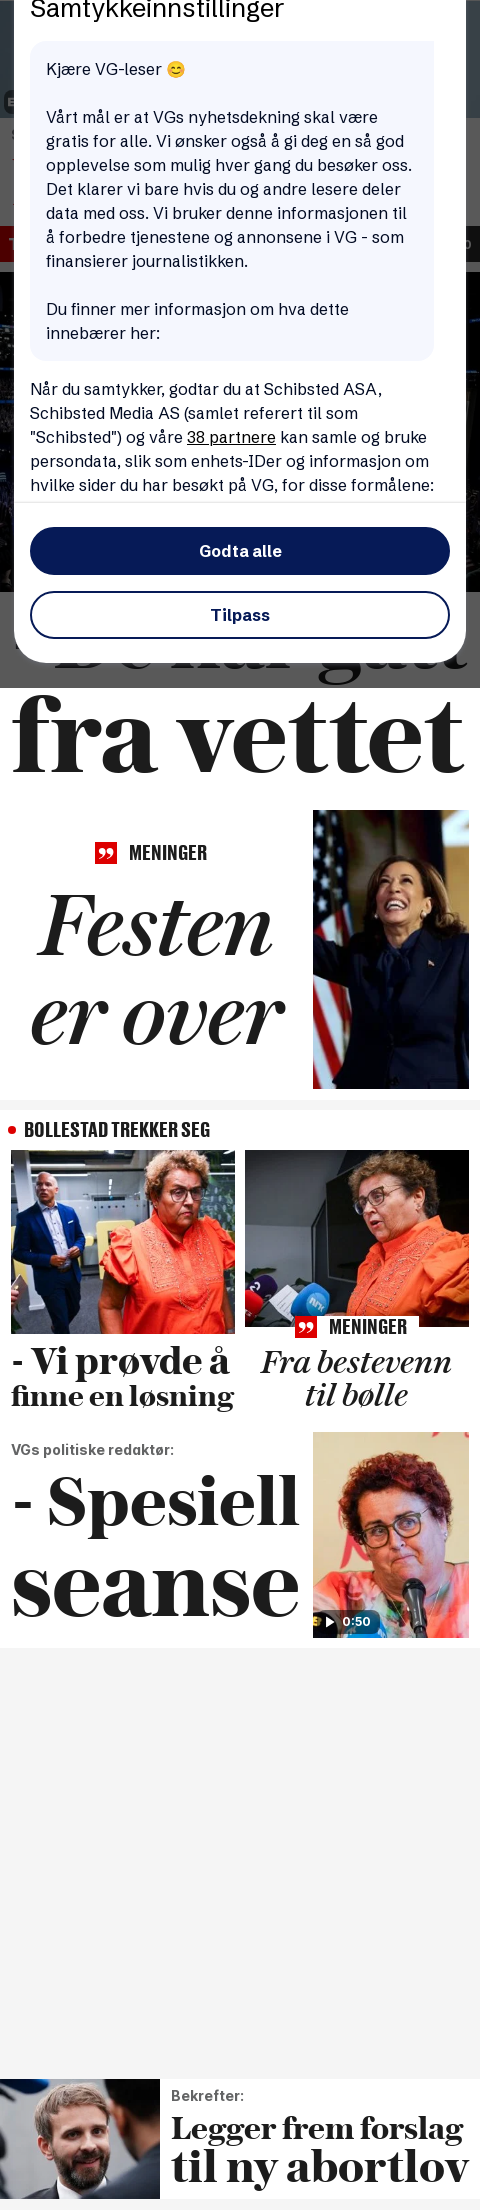 Samtykkeinnstillinger
Kjære VG-leser 😊
Vårt mål er at VGs nyhetsdekning skal være
gratis for alle. Vi ønsker også å gi deg en så god
opplevelse som mulig hver gang du besøker oss.
Det klarer vi bare hvis du og andre lesere deler
data med oss. Vi bruker denne informasjonen til
å forbedre tjenestene og annonsene i VG - som
finansierer journalistikken.
Du finner mer informasjon om hva dette
innebærer her:
Når du samtykker, godtar du at Schibsted ASA,
Schibsted Media AS (samlet referert til som
"Schibsted") og våre 38 partnere kan samle og bruke
persondata, slik som enhets-IDer og informasjon om
hvilke sider du har besøkt på VG, for disse formålene:
Godta alle
Tilpass
fra vettet
MENINGER
Festen
er over
BOLLESTAD TREKKER SEG
- Vi prøvde å
finne en løsning
nrk
MENINGER
Fra bestevenn
til bølle
VGs politiske redaktør:
- Spesiell
seanse
0:50
Bekrefter:
Legger frem forslag
til ny abortlov